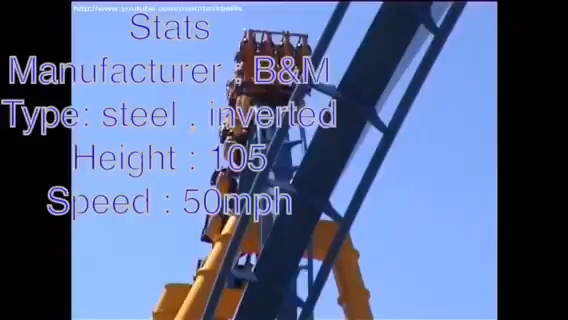 Stats
Manufacturer : B&M
Type: steel , inverted
Height : 105
Speed : 50mph